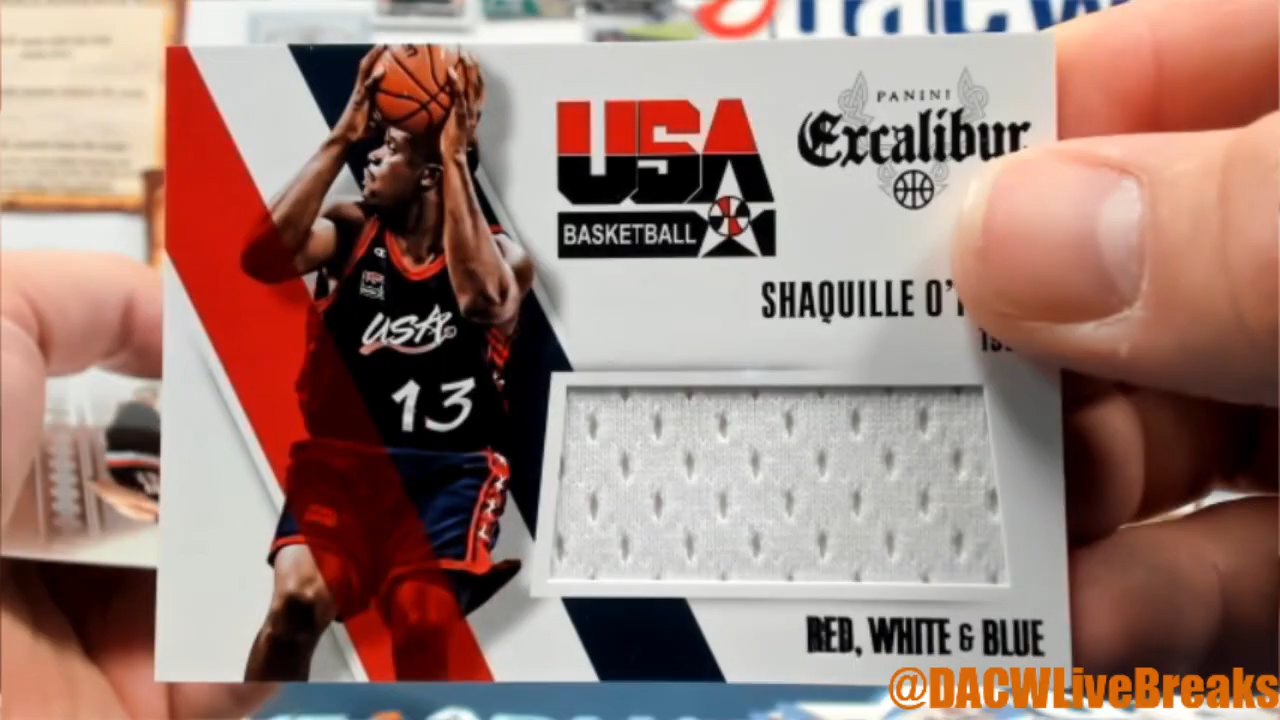 USA
BASKETBALL
PANINI
Excalibur
SHAQUILLE O'
USA
13
RED, WHITE & BLUE
@DACWLiveBreaks